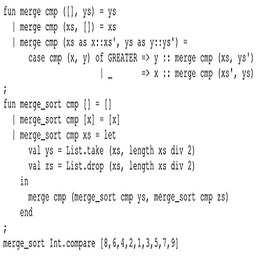 fun merge cmp ([], ys) = ys
  | merge cmp (xs, []) = xs
  | merge cmp (xs as x::xs', ys as y::ys') =
      case cmp (x, y) of GREATER => y :: merge cmp (xs, ys')
                       | _       => x :: merge cmp (xs', ys)
;
fun merge_sort cmp [] = []
  | merge_sort cmp [x] = [x]
  | merge_sort cmp xs = let
      val ys = List.take (xs, length xs div 2)
      val zs = List.drop (xs, length xs div 2)
    in
      merge cmp (merge_sort cmp ys, merge_sort cmp zs)
    end
;
merge_sort Int.compare [8,6,4,2,1,3,5,7,9]